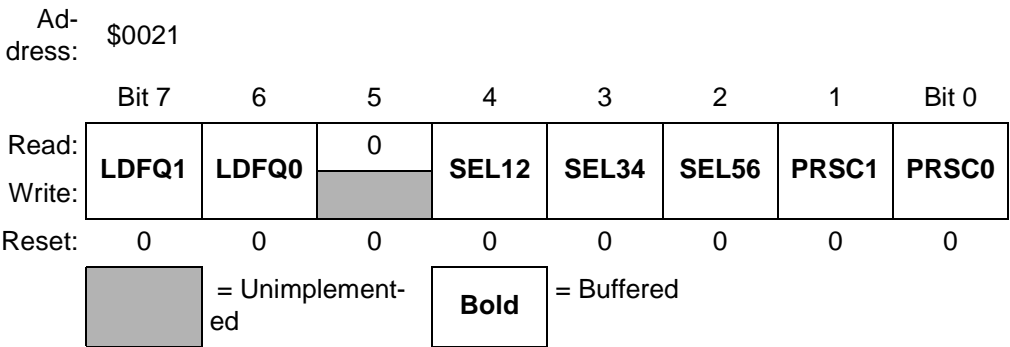 Ad-
dress: $0021
Bit 7 6 5 4 3 2 1 Bit 0
Read: LDFQ1 LDFQ0 0 SEL12 SEL34 SEL56 PRSC1 PRSC0
Write:
Reset: 0 0 0 0 0 0 0 0
= Unimplement-
ed
Bold = Buffered